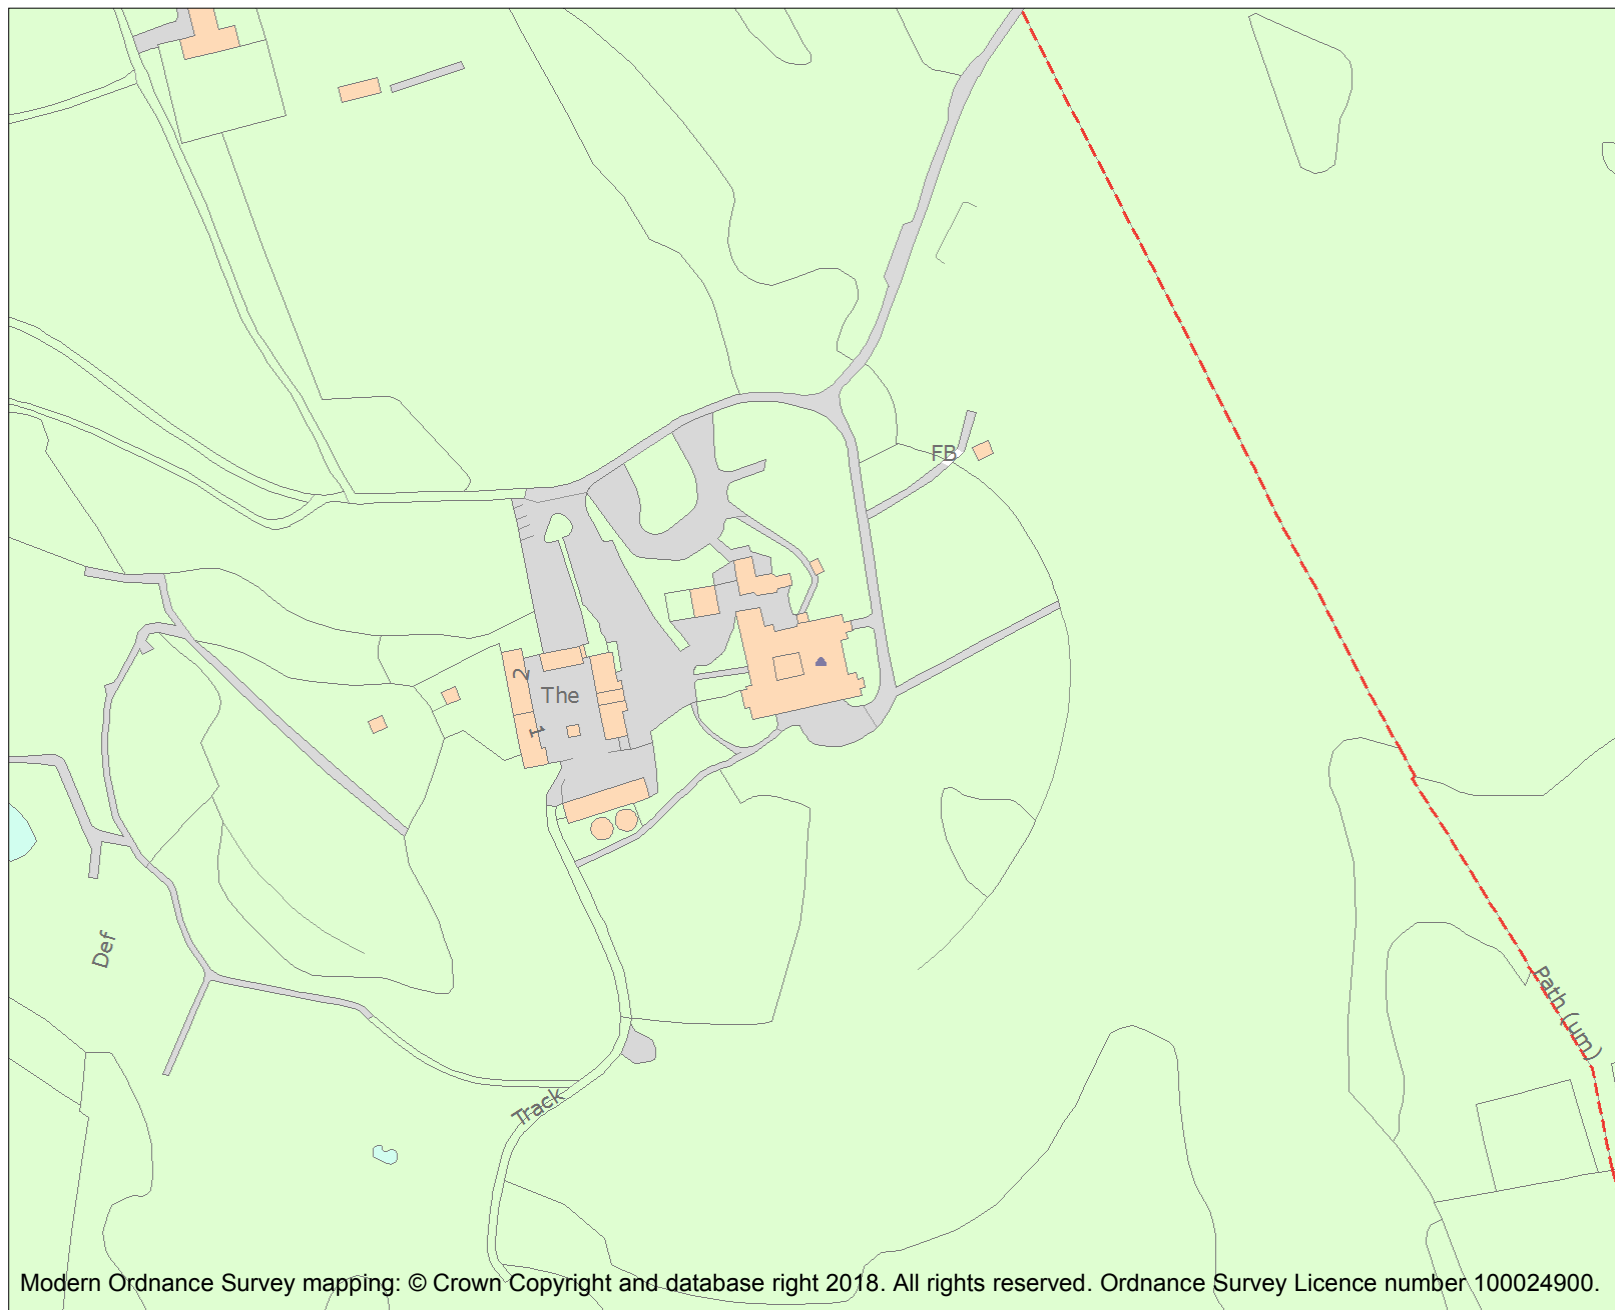 FB
2
The
1
Def
Path (um)
Track
Modern Ordnance Survey mapping: © Crown Copyright and database right 2018. All rights reserved. Ordnance Survey Licence number 100024900.